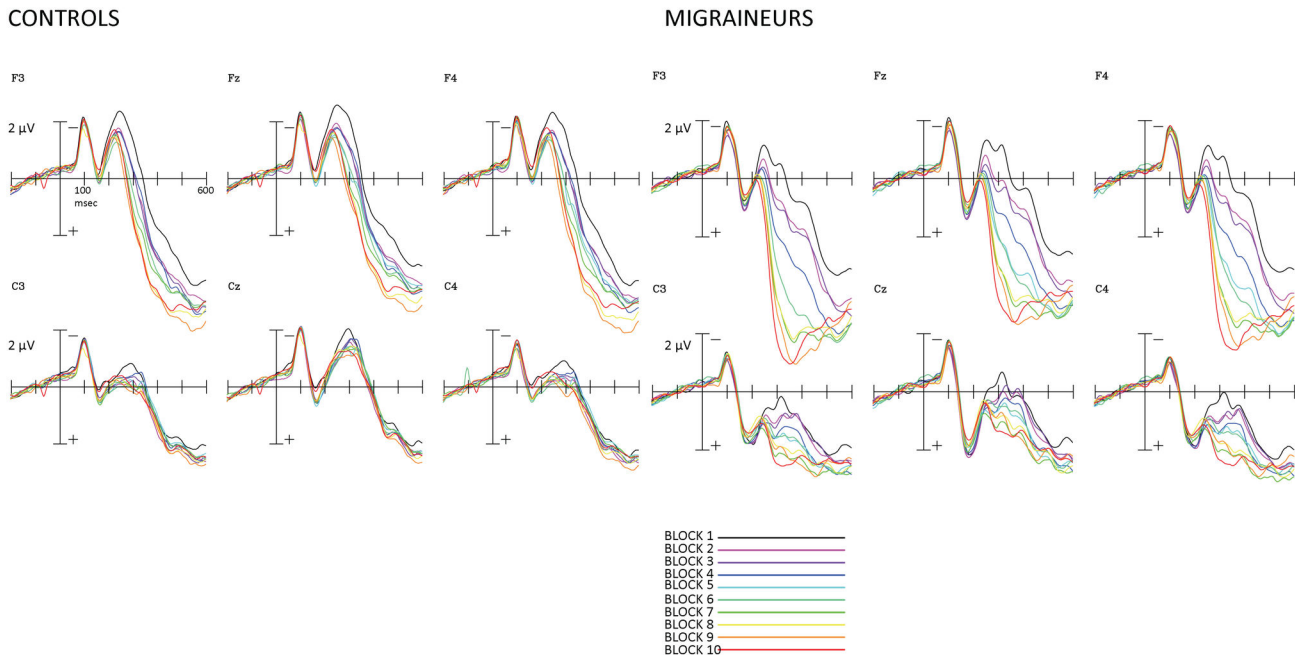 CONTROLS
MIGRAINEURS
F3
Fz
F4
F3
Fz
F4
2 µV
−
−
−
2 µV
−
−
−
100
msec
600
+
+
+
+
+
+
C3
Cz
C4
C3
Cz
C4
2 µV
−
−
−
2 µV
−
−
−
+
+
+
+
+
+
BLOCK 1
BLOCK 2
BLOCK 3
BLOCK 4
BLOCK 5
BLOCK 6
BLOCK 7
BLOCK 8
BLOCK 9
BLOCK 10